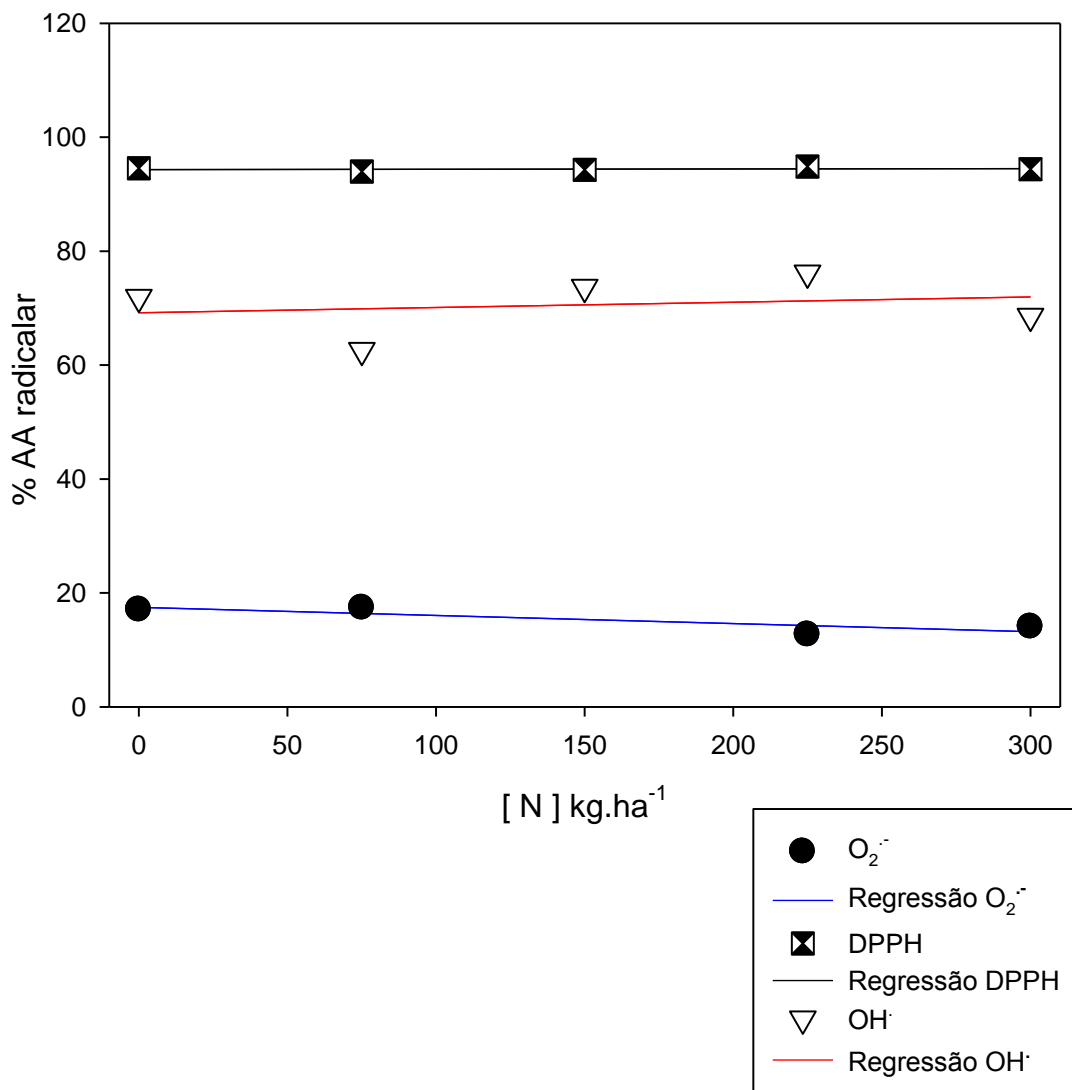 120
100
80
60
40
20
0
% AA radicalar
0 50 100 150 200 250 300
[ N ] kg.ha⁻¹
O₂·⁻
Regressão O₂·⁻
DPPH
Regressão DPPH
OH·
Regressão OH·